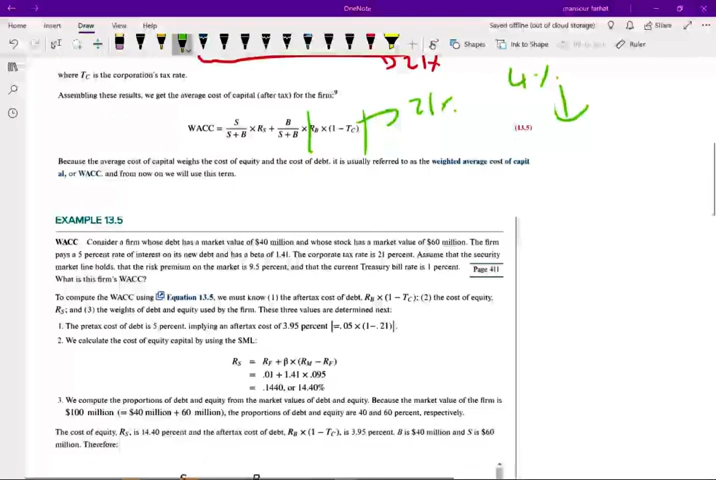 OneNote
mansour farhat
Home Insert Draw View Help
Saved offline (out of cloud storage)
Share
Shapes
Ink to Shape
Ruler
21%
4%
21%
where T_C is the corporation's tax rate.
Assembling these results, we get the average cost of capital (after tax) for the firm:⁹
WACC = S/(S + B) × R_S + B/(S + B) × R_B × (1 − T_C) (13.5)
Because the average cost of capital weighs the cost of equity and the cost of debt, it is usually referred to as the weighted average cost of capit
al, or WACC, and from now on we will use this term.
EXAMPLE 13.5
WACC Consider a firm whose debt has a market value of $40 million and whose stock has a market value of $60 million. The firm
pays a 5 percent rate of interest on its new debt and has a beta of 1.41. The corporate tax rate is 21 percent. Assume that the security
market line holds, that the risk premium on the market is 9.5 percent, and that the current Treasury bill rate is 1 percent. Page 411
What is this firm's WACC?
To compute the WACC using Equation 13.5, we must know (1) the aftertax cost of debt, R_B × (1 − T_C); (2) the cost of equity,
R_S; and (3) the weights of debt and equity used by the firm. These three values are determined next:
1. The pretax cost of debt is 5 percent, implying an aftertax cost of 3.95 percent [=.05 × (1−.21)].
2. We calculate the cost of equity capital by using the SML:
R_S = R_F + β × (R_M − R_F)
= .01 + 1.41 × .095
= .1440, or 14.40%
3. We compute the proportions of debt and equity from the market values of debt and equity. Because the market value of the firm is
$100 million (= $40 million + 60 million), the proportions of debt and equity are 40 and 60 percent, respectively.
The cost of equity, R_S, is 14.40 percent and the aftertax cost of debt, R_B × (1 − T_C), is 3.95 percent. B is $40 million and S is $60
million. Therefore: